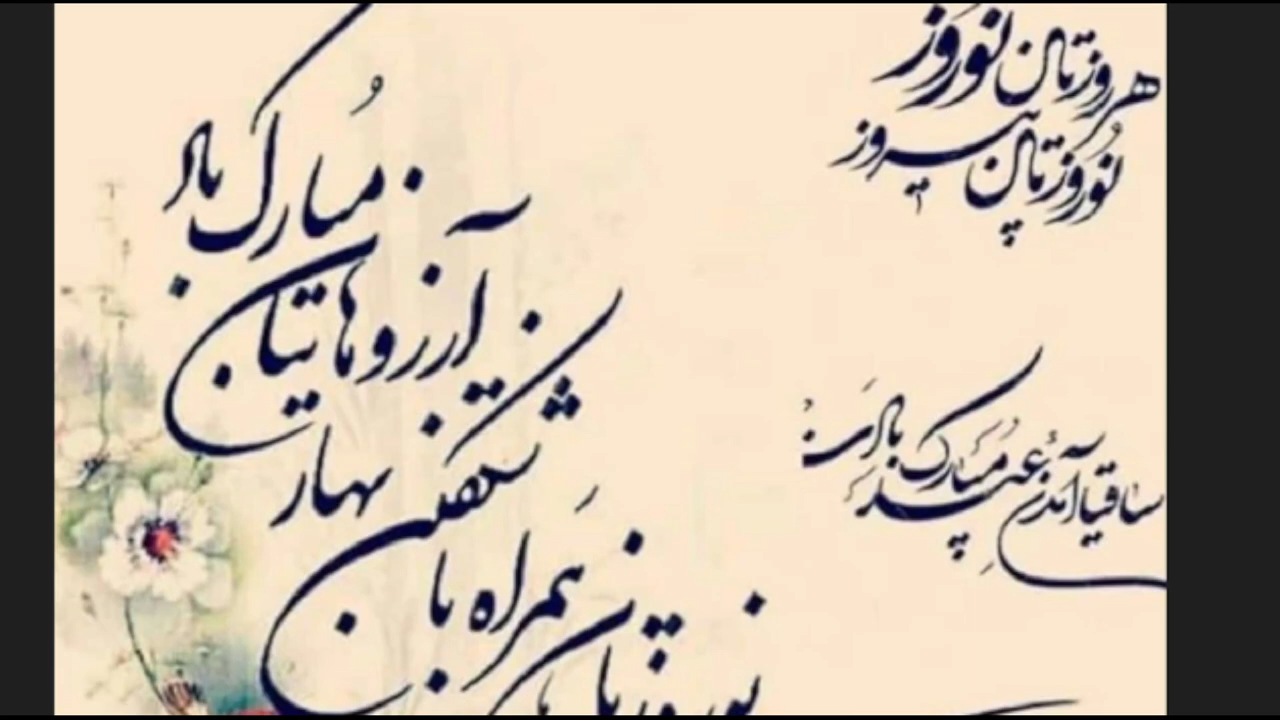 هر روزتان نوروز
نوروزتان پیروز
ساقیا آمدن عید مبارک بادت
مبارک باد
آرزوهایتان
شکفتن بهار
همراه با
نوروزتان